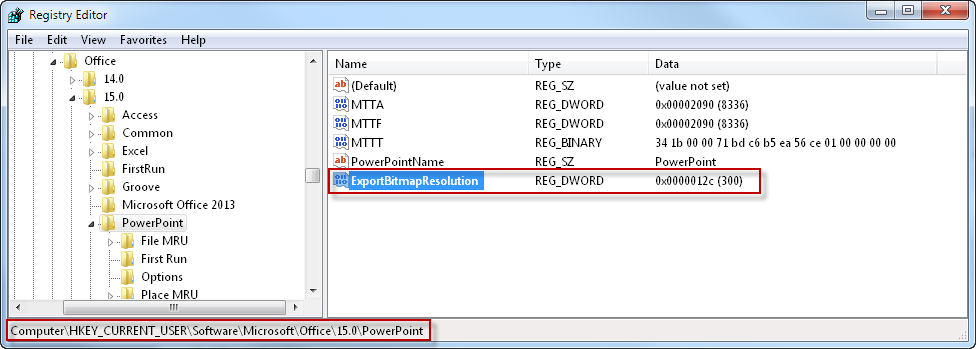 Registry Editor
File Edit View Favorites Help
Office
14.0
15.0
Access
Common
Excel
FirstRun
Groove
Microsoft Office 2013
PowerPoint
File MRU
First Run
Options
Place MRU
Name Type Data
(Default) REG_SZ (value not set)
MTTA REG_DWORD 0x00002090 (8336)
MTTF REG_DWORD 0x00002090 (8336)
MTTT REG_BINARY 34 1b 00 00 71 bd c6 b5 ea 56 ce 01 00 00 00 00
PowerPointName REG_SZ PowerPoint
ExportBitmapResolution REG_DWORD 0x0000012c (300)
Computer\HKEY_CURRENT_USER\Software\Microsoft\Office\15.0\PowerPoint